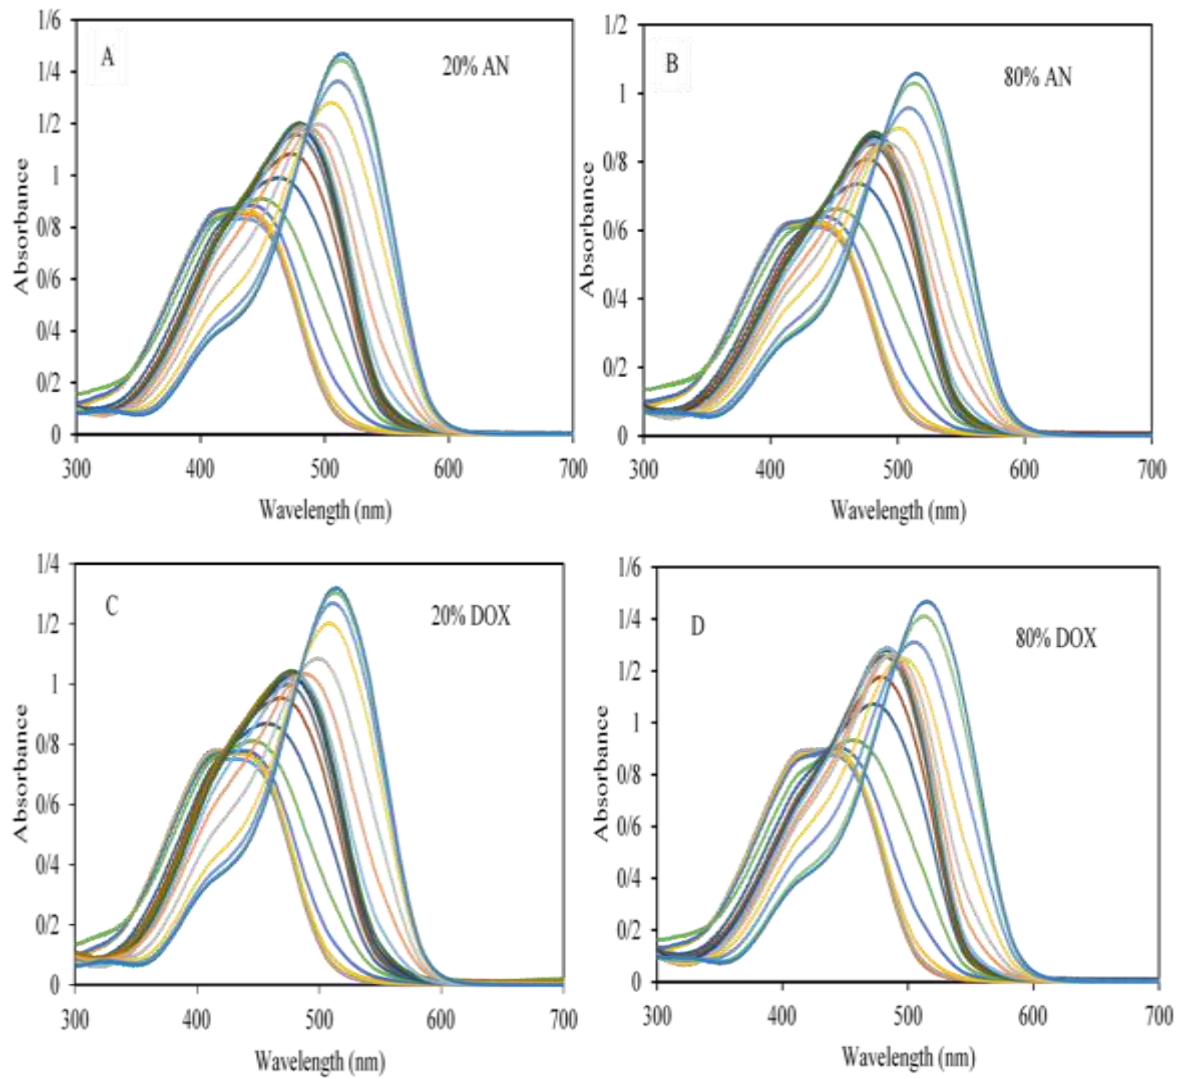 A
20% AN
1/6
1/4
1/2
1
0/8
0/6
0/4
0/2
0
Absorbance
300 400 500 600 700
Wavelength (nm)
B
80% AN
1/2
1
0/8
0/6
0/4
0/2
0
Absorbance
300 400 500 600 700
Wavelength (nm)
C
20% DOX
1/4
1/2
1
0/8
0/6
0/4
0/2
0
Absorbance
300 400 500 600 700
Wavelength (nm)
D
80% DOX
1/6
1/4
1/2
1
0/8
0/6
0/4
0/2
0
Absorbance
300 400 500 600 700
Wavelength (nm)